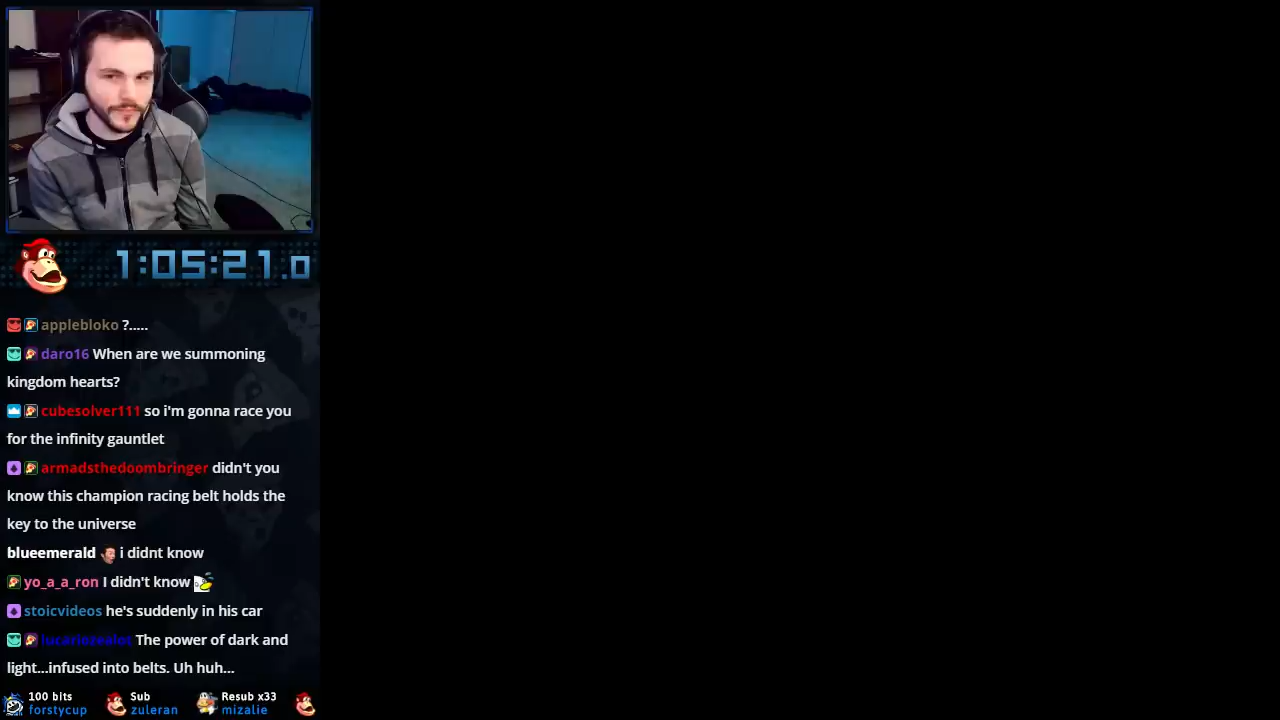 1:05:21.0
applebloko ?.....
daro16 When are we summoning
kingdom hearts?
cubesolver111 so i'm gonna race you
for the infinity gauntlet
armadsthedoombringer didn't you
know this champion racing belt holds the
key to the universe
blueemerald i didnt know
yo_a_a_ron I didn't know
stoicvideos he's suddenly in his car
lucariozealot The power of dark and
light...infused into belts. Uh huh...
100 bits
forstycup
Sub
zuleran
Resub x33
mizalie